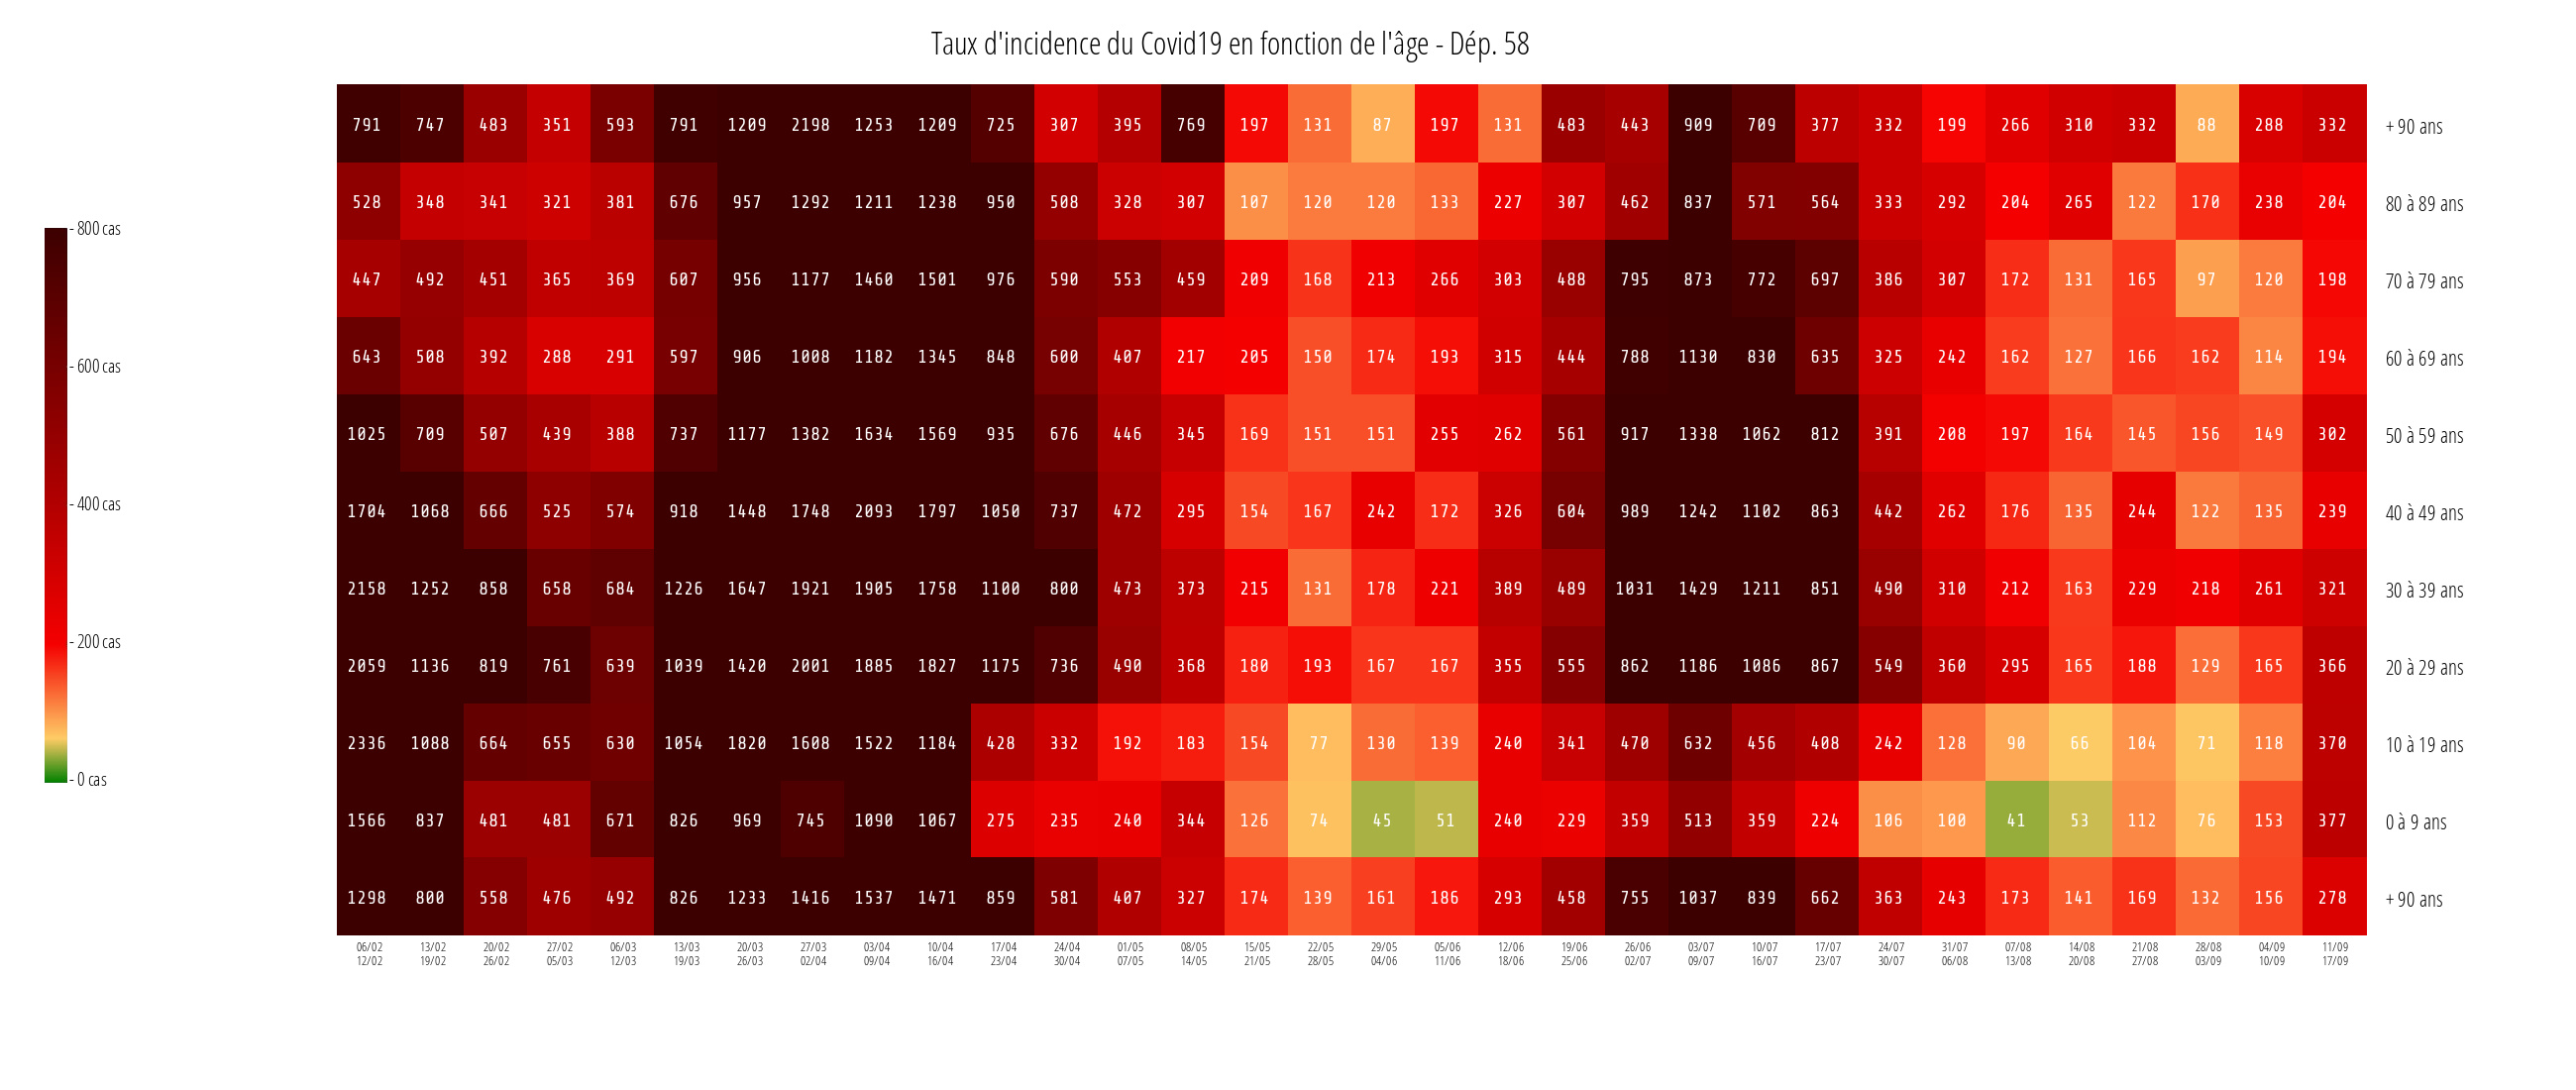 Taux d'incidence du Covid19 en fonction de l'âge - Dép. 58
- 800 cas
- 600 cas
- 400 cas
- 200 cas
- 0 cas
791 747 483 351 593 791 1209 2198 1253 1209 725 307 395 769 197 131 87 197 131 483 443 909 709 377 332 199 266 310 332 88 288 332 + 90 ans
528 348 341 321 381 676 957 1292 1211 1238 950 508 328 307 107 120 120 133 227 307 462 837 571 564 333 292 204 265 122 170 238 204 80 à 89 ans
447 492 451 365 369 607 956 1177 1460 1501 976 590 553 459 209 168 213 266 303 488 795 873 772 697 386 307 172 131 165 97 120 198 70 à 79 ans
643 508 392 288 291 597 906 1008 1182 1345 848 600 407 217 205 150 174 193 315 444 788 1130 830 635 325 242 162 127 166 162 114 194 60 à 69 ans
1025 709 507 439 388 737 1177 1382 1634 1569 935 676 446 345 169 151 151 255 262 561 917 1338 1062 812 391 208 197 164 145 156 149 302 50 à 59 ans
1704 1068 666 525 574 918 1448 1748 2093 1797 1050 737 472 295 154 167 242 172 326 604 989 1242 1102 863 442 262 176 135 244 122 135 239 40 à 49 ans
2158 1252 858 658 684 1226 1647 1921 1905 1758 1100 800 473 373 215 131 178 221 389 489 1031 1429 1211 851 490 310 212 163 229 218 261 321 30 à 39 ans
2059 1136 819 761 639 1039 1420 2001 1885 1827 1175 736 490 368 180 193 167 167 355 555 862 1186 1086 867 549 360 295 165 188 129 165 366 20 à 29 ans
2336 1088 664 655 630 1054 1820 1608 1522 1184 428 332 192 183 154 77 130 139 240 341 470 632 456 408 242 128 90 66 104 71 118 370 10 à 19 ans
1566 837 481 481 671 826 969 745 1090 1067 275 235 240 344 126 74 45 51 240 229 359 513 359 224 106 100 41 53 112 76 153 377 0 à 9 ans
1298 800 558 476 492 826 1233 1416 1537 1471 859 581 407 327 174 139 161 186 293 458 755 1037 839 662 363 243 173 141 169 132 156 278 + 90 ans
06/02 13/02 20/02 27/02 06/03 13/03 20/03 27/03 03/04 10/04 17/04 24/04 01/05 08/05 15/05 22/05 29/05 05/06 12/06 19/06 26/06 03/07 10/07 17/07 24/07 31/07 07/08 14/08 21/08 28/08 04/09 11/09
12/02 19/02 26/02 05/03 12/03 19/03 26/03 02/04 09/04 16/04 23/04 30/04 07/05 14/05 21/05 28/05 04/06 11/06 18/06 25/06 02/07 09/07 16/07 23/07 30/07 06/08 13/08 20/08 27/08 03/09 10/09 17/09